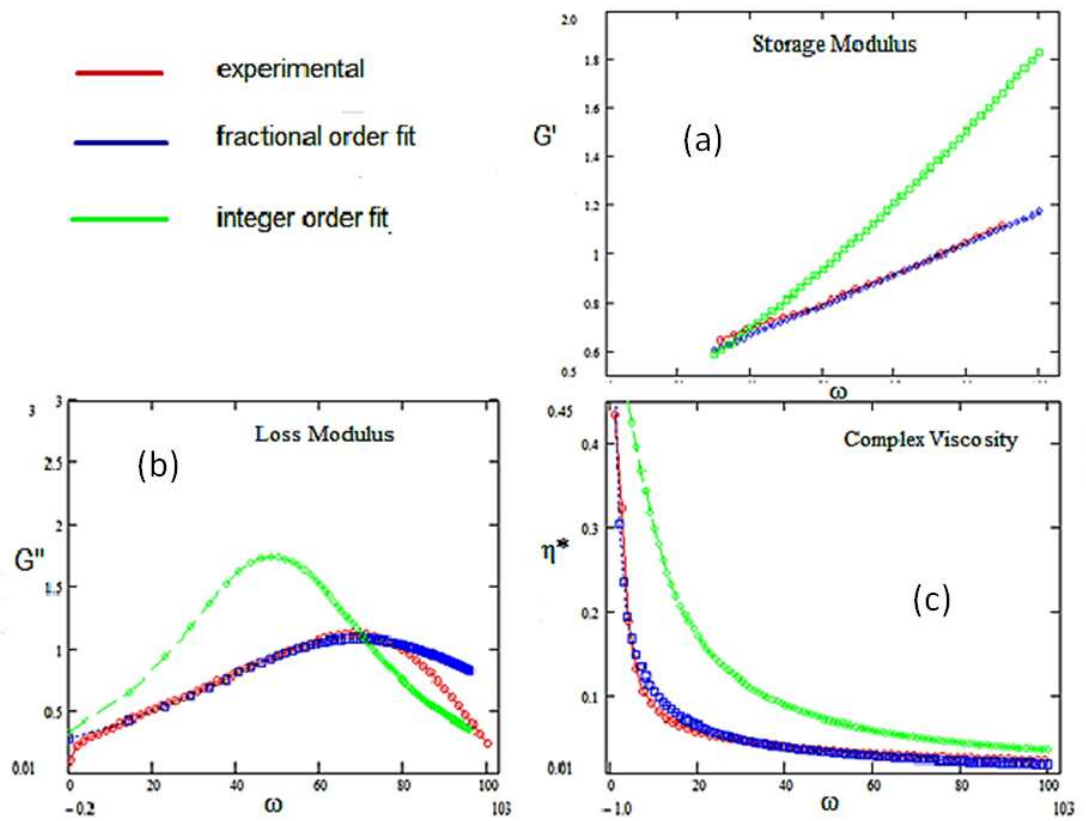 experimental
fractional order fit
integer order fit
Storage Modulus
(a)
G'
2.0
1.8
1.6
1.4
1.2
1
0.8
0.6
0.5
ω
Loss Modulus
(b)
G"
3
3
2.5
2
1.5
1
0.5
0.01
0
20
40
60
80
100
−0.2
ω
103
Complex Viscosity
(c)
η*
0.45
0.4
0.3
0.2
0.1
0.01
0
20
40
60
80
100
−1.0
ω
103